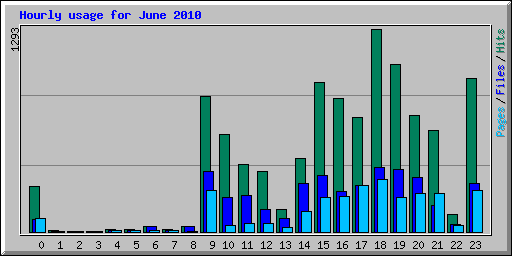 Hourly usage for June 2010
1293
Pages/Files/Hits
0 1 2 3 4 5 6 7 8 9 10 11 12 13 14 15 16 17 18 19 20 21 22 23